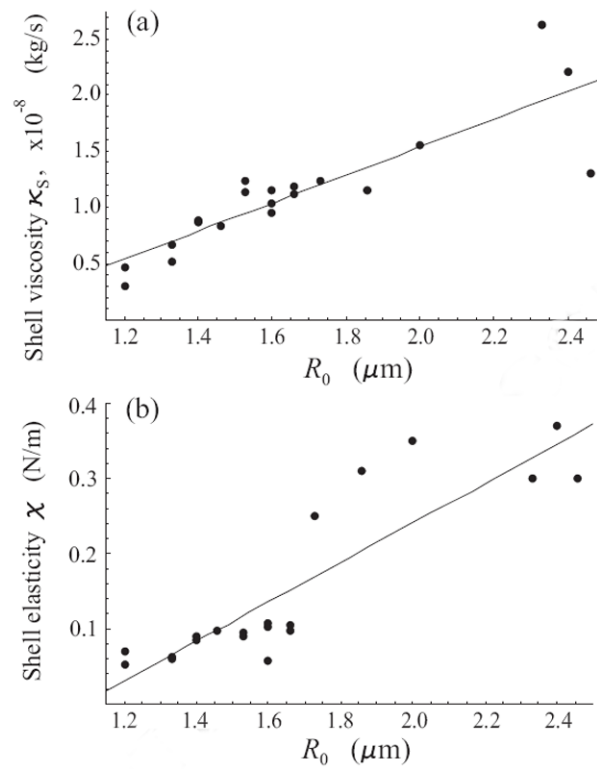 (a)
Shell viscosity κS, x10-8 (kg/s)
2.5
2.0
1.5
1.0
0.5
1.2 1.4 1.6 1.8 2.0 2.2 2.4
R0 (μm)
(b)
Shell elasticity χ (N/m)
0.4
0.3
0.2
0.1
1.2 1.4 1.6 1.8 2.0 2.2 2.4
R0 (μm)